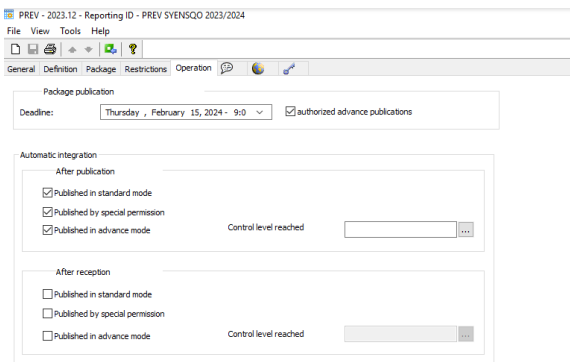 PREV - 2023.12 - Reporting ID - PREV SYENSQO 2023/2024
File View Tools Help
General Definition Package Restrictions Operation
Package publication
Deadline: Thursday , February 15, 2024 - 9:0 authorized advance publications
Automatic integration
After publication
Published in standard mode
Published by special permission
Published in advance mode Control level reached ...
After reception
Published in standard mode
Published by special permission
Published in advance mode Control level reached ...